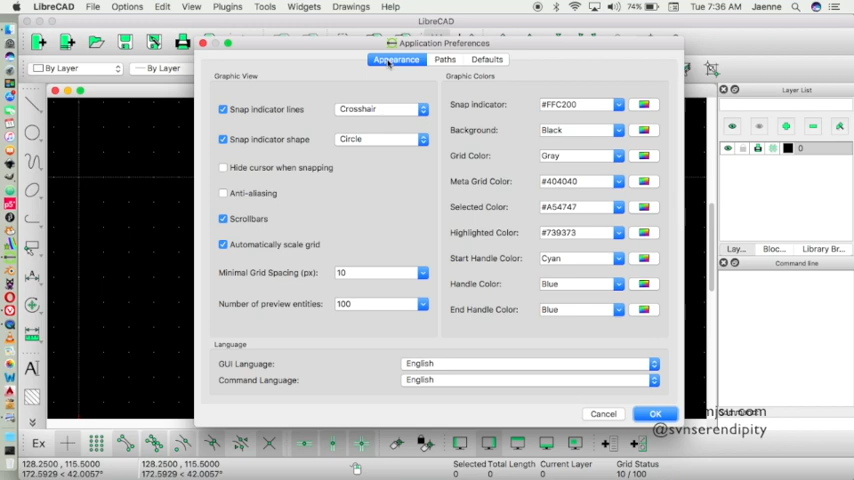 LibreCAD File Options Edit View Plugins Tools Widgets Drawings Help 74% Tue 7:36 AM Jaenne
LibreCAD
Application Preferences
Appearance Paths Defaults
By Layer By Layer
Graphic View
Graphic Colors
Layer List
Snap indicator lines Crosshair
Snap indicator: #FFC200
Snap indicator shape Circle
Background: Black
0
Hide cursor when snapping
Grid Color: Gray
Anti-aliasing
Meta Grid Color: #404040
Scrollbars
Selected Color: #A54747
Automatically scale grid
Highlighted Color: #739373
Lay... Bloc... Library Br...
Command line
Minimal Grid Spacing (px): 10
Start Handle Color: Cyan
Handle Color: Blue
Number of preview entities: 100
End Handle Color: Blue
Language
GUI Language: English
Command Language: English
Cancel OK
@svnserendipity
Ex
128.2500 , 115.5000
172.5929 < 42.0057°
128.2500 , 115.5000
172.5929 < 42.0057°
Selected Total Length Current Layer Grid Status
0 0 0 10 / 100